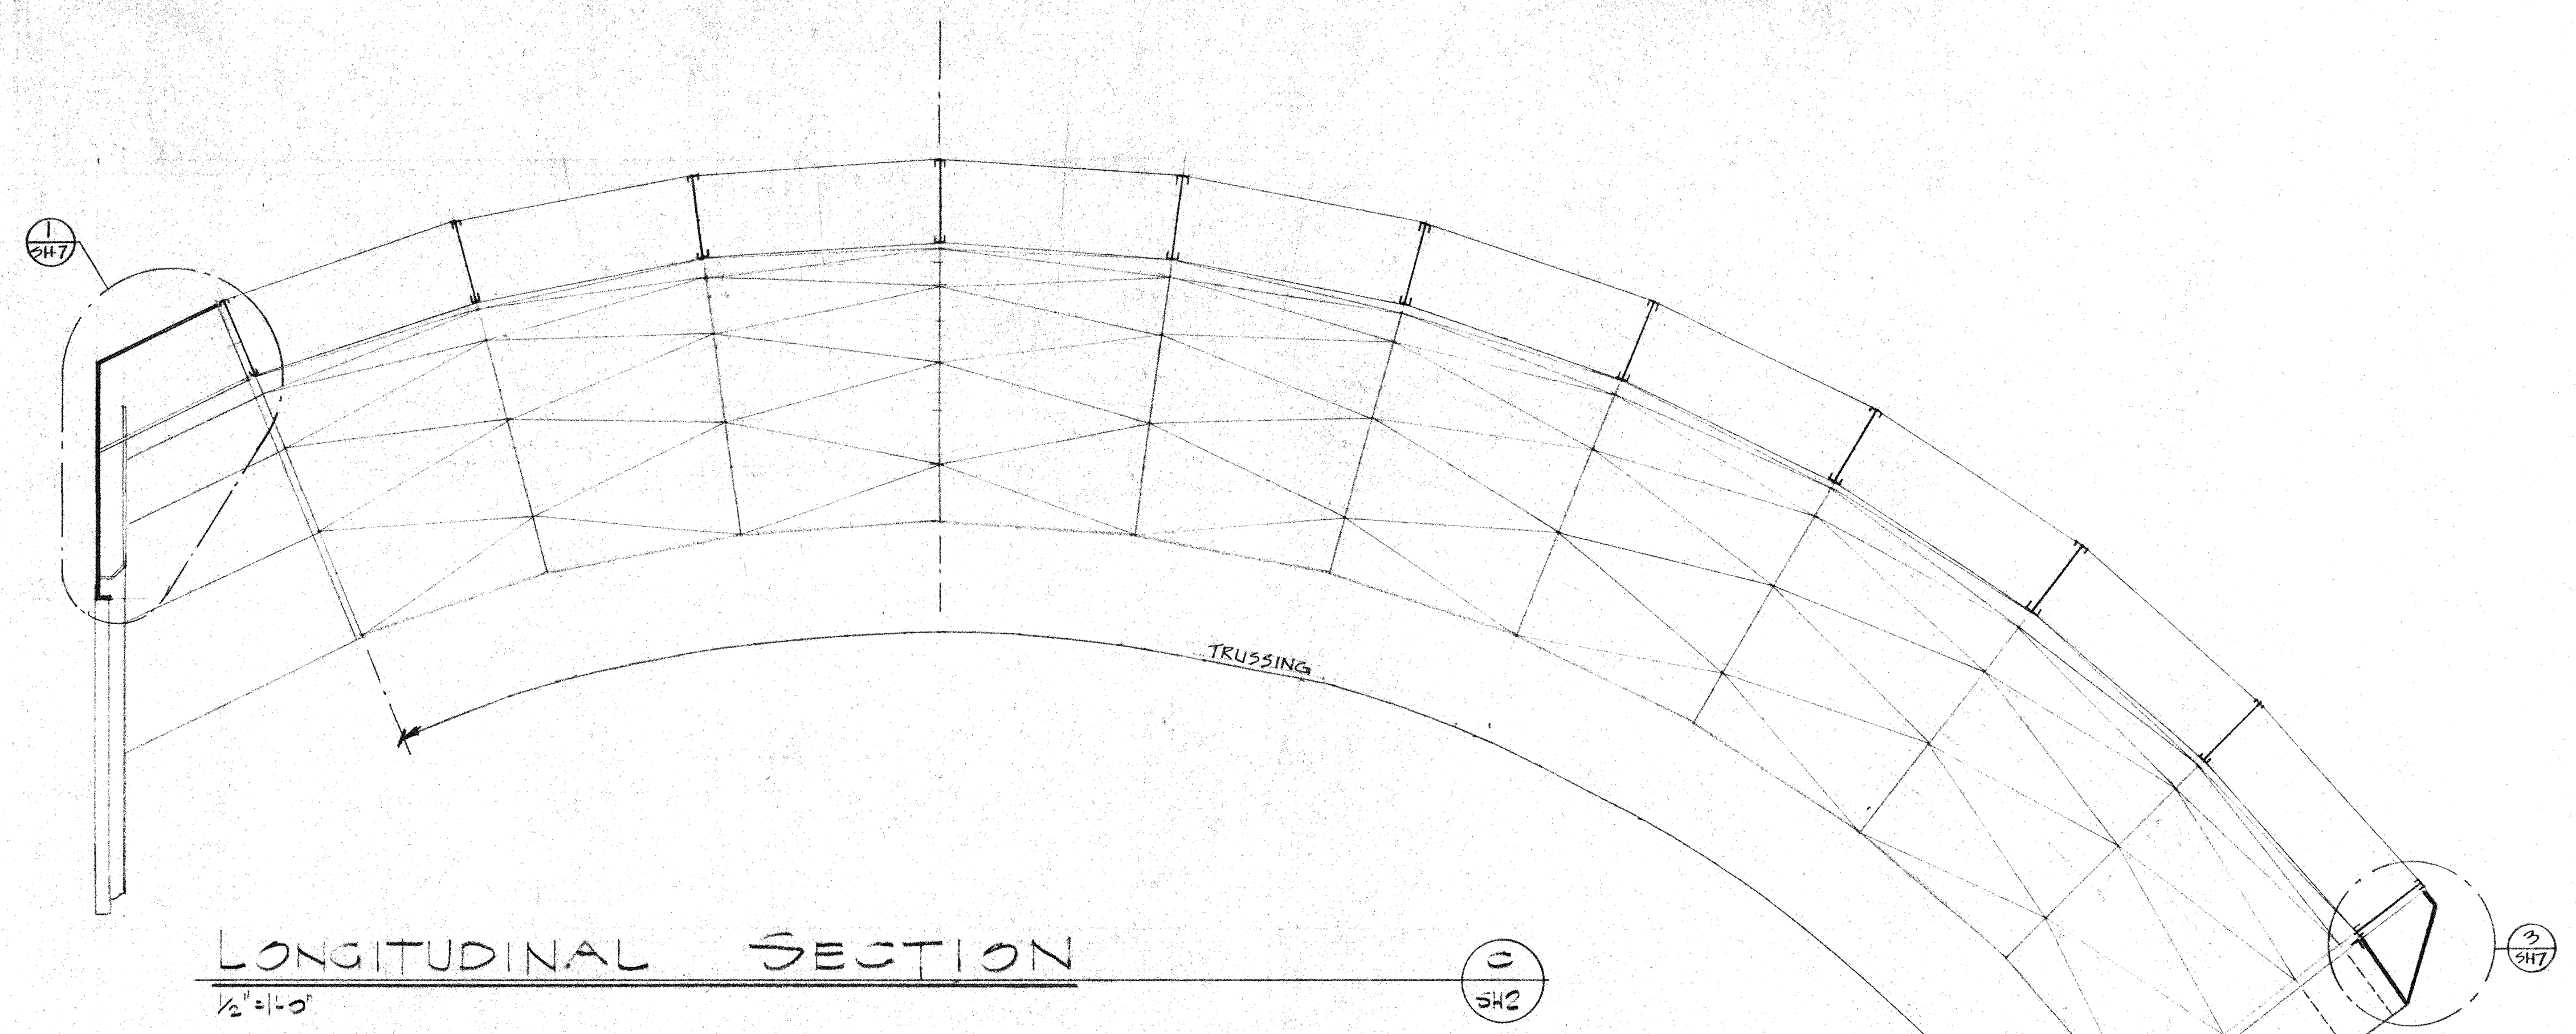 1
SH7
TRUSSING
LONGITUDINAL SECTION
1/2"=1'-0"
C
SH2
3
SH7